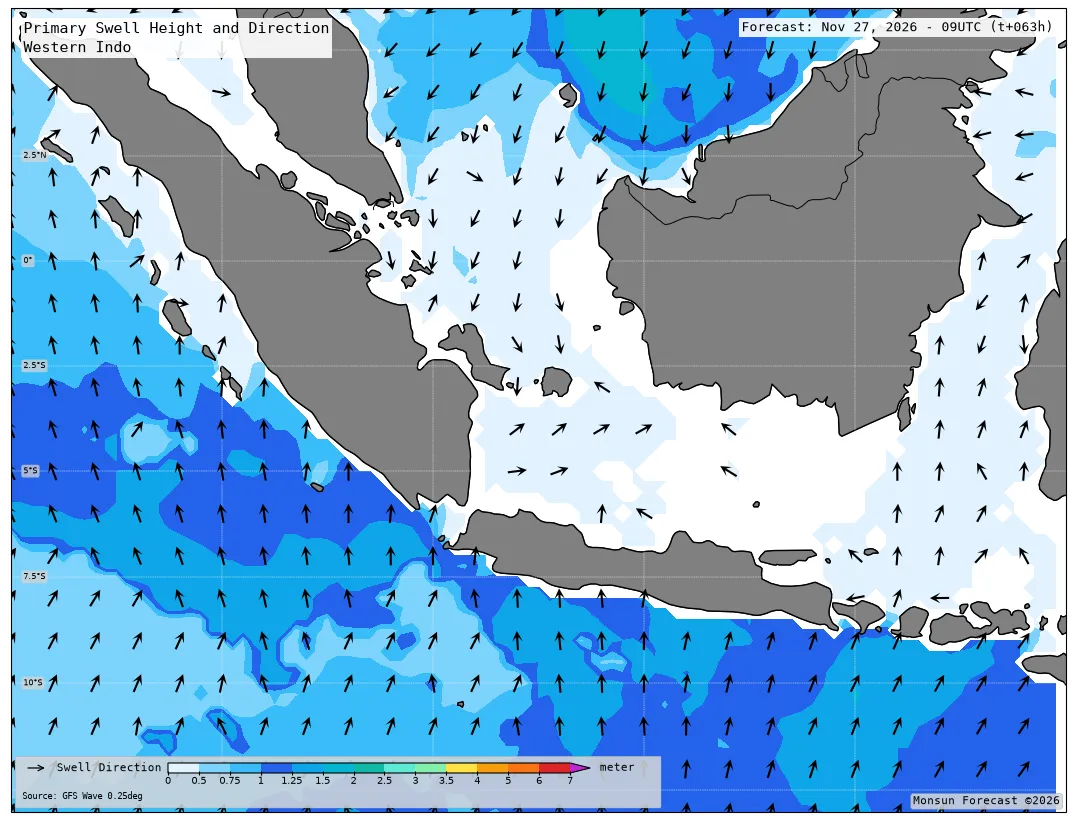 Primary Swell Height and Direction
Western Indo
Forecast: Nov 27, 2026 - 09UTC (t+063h)
2.5°N
0°
2.5°S
5°S
7.5°S
10°S
Swell Direction
meter
0 0.5 0.75 1 1.25 1.5 2 2.5 3 3.5 4 5 6 7
Source: GFS Wave 0.25deg
Monsun Forecast ©2026